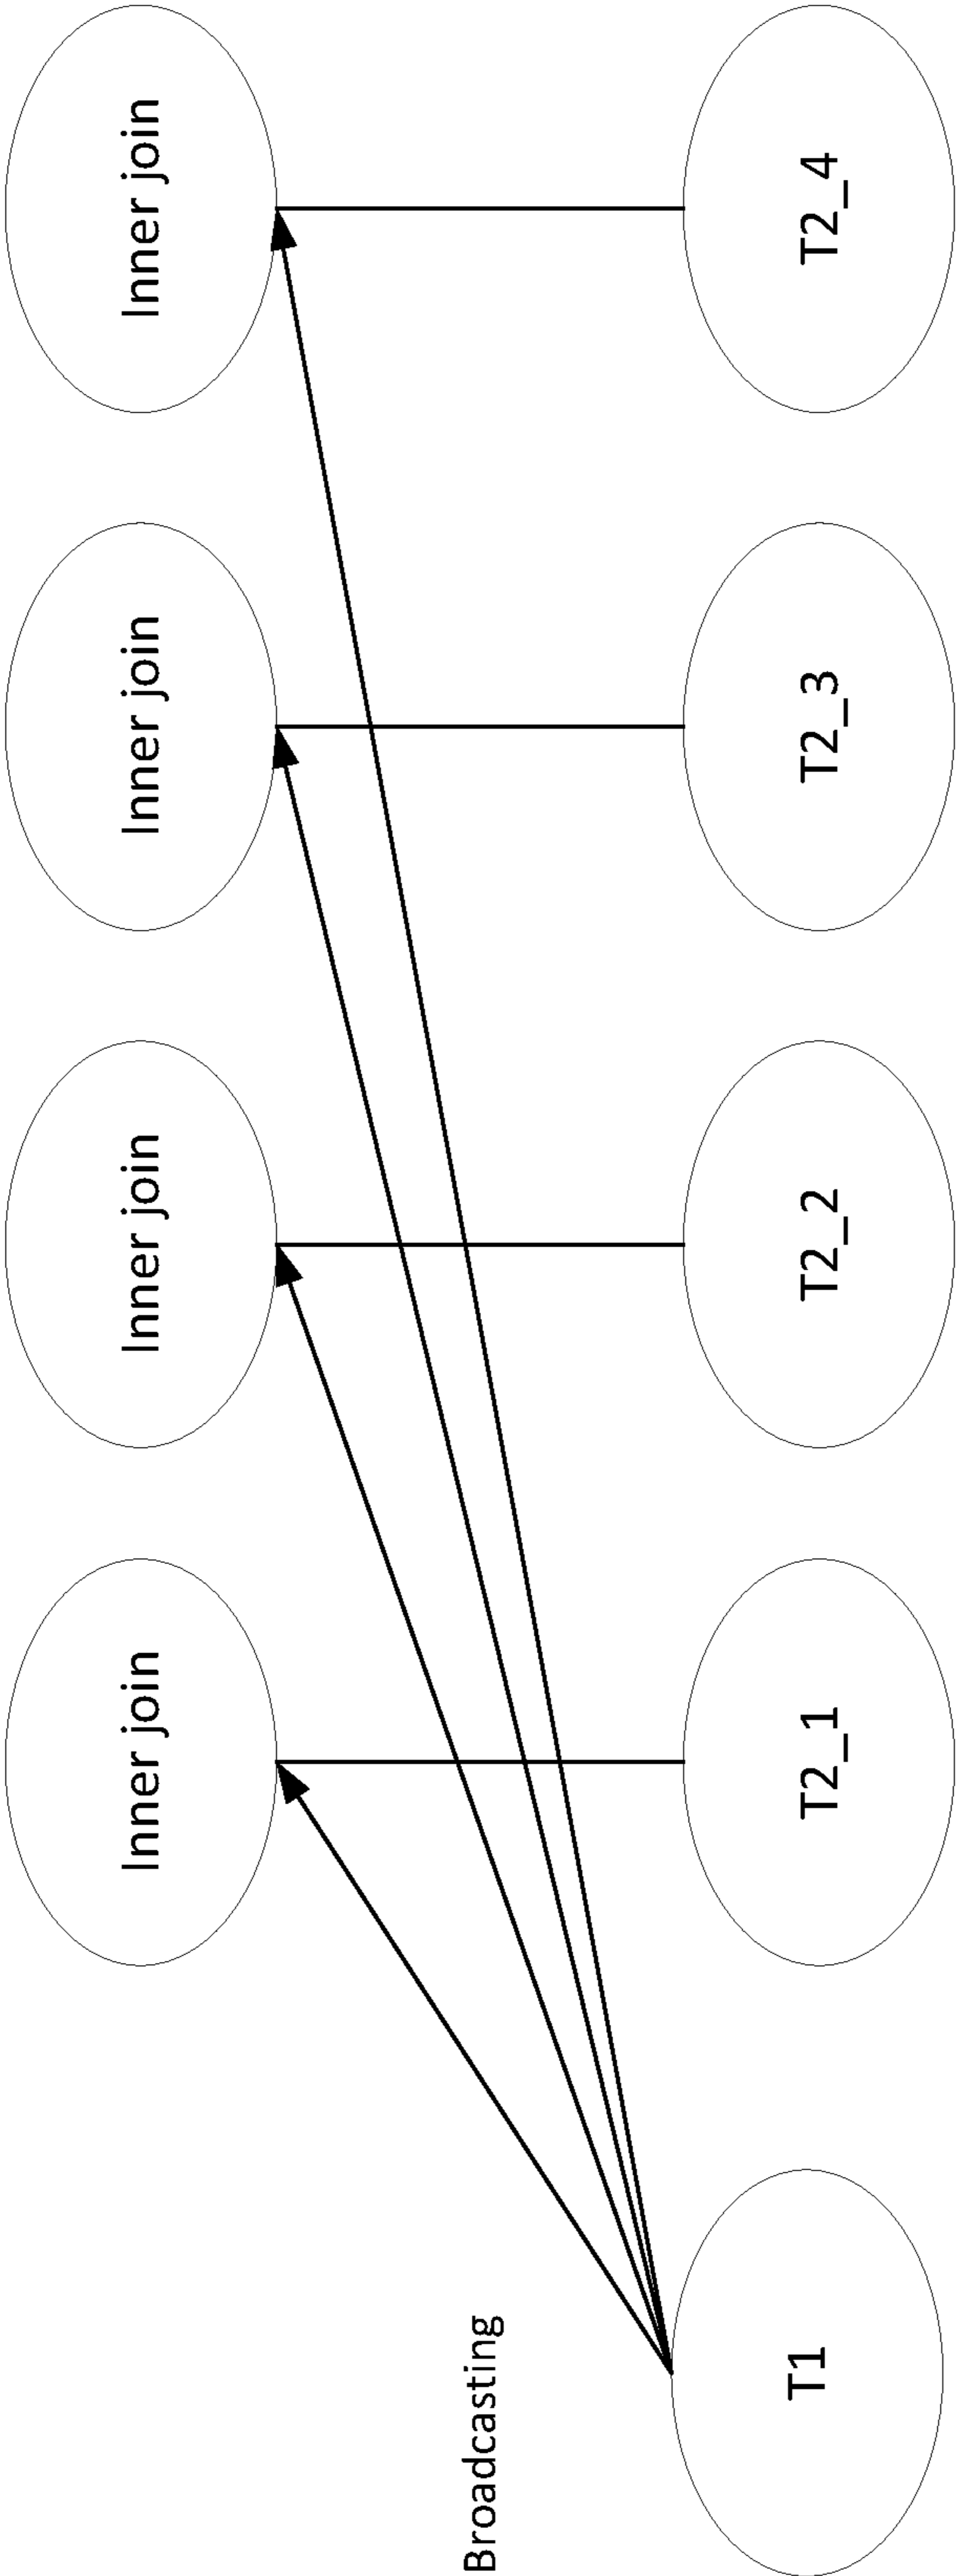 Inner join
Inner join
Inner join
Inner join
Broadcasting
T1
T2_1
T2_2
T2_3
T2_4